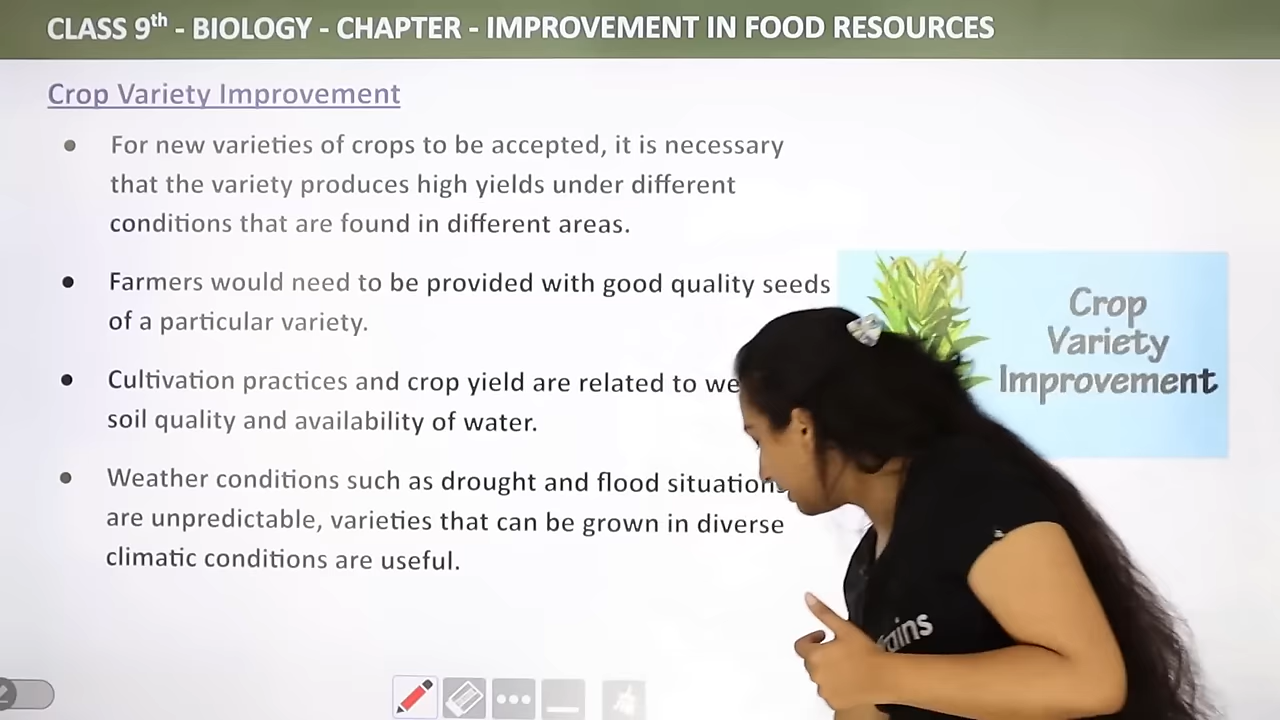 CLASS 9th - BIOLOGY - CHAPTER - IMPROVEMENT IN FOOD RESOURCES
Crop Variety Improvement
• For new varieties of crops to be accepted, it is necessary
that the variety produces high yields under different
conditions that are found in different areas.
• Farmers would need to be provided with good quality seeds
of a particular variety.
• Cultivation practices and crop yield are related to
soil quality and availability of water.
• Weather conditions such as drought and flood situations
are unpredictable, varieties that can be grown in diverse
climatic conditions are useful.
Crop
Variety
Improvement